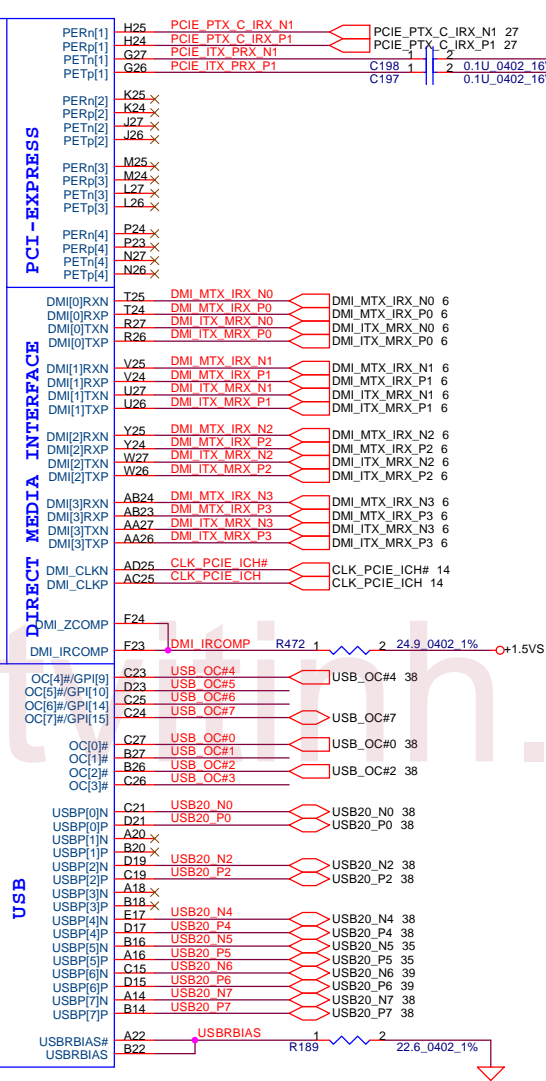 PCI-EXPRESS
PERn[1] H25 PCIE_PTX_C_IRX_N1 PCIE_PTX_C_IRX_N1 27
PERp[1] H24 PCIE_PTX_C_IRX_P1 PCIE_PTX_C_IRX_P1 27
PETn[1] G27 PCIE_ITX_PRX_N1 C198 1 2 0.1U_0402_16V
PETp[1] G26 PCIE_ITX_PRX_P1 C197 1 2 0.1U_0402_16V
PERn[2] K25
PERp[2] K24
PETn[2] J27
PETp[2] J26
PERn[3] M25
PERp[3] M24
PETn[3] L27
PETp[3] L26
PERn[4] P24
PERp[4] P23
PETn[4] N27
PETp[4] N26
DIRECT MEDIA INTERFACE
DMI[0]RXN T25 DMI_MTX_IRX_N0 DMI_MTX_IRX_N0 6
DMI[0]RXP T24 DMI_MTX_IRX_P0 DMI_MTX_IRX_P0 6
DMI[0]TXN R27 DMI_ITX_MRX_N0 DMI_ITX_MRX_N0 6
DMI[0]TXP R26 DMI_ITX_MRX_P0 DMI_ITX_MRX_P0 6
DMI[1]RXN V25 DMI_MTX_IRX_N1 DMI_MTX_IRX_N1 6
DMI[1]RXP V24 DMI_MTX_IRX_P1 DMI_MTX_IRX_P1 6
DMI[1]TXN U27 DMI_ITX_MRX_N1 DMI_ITX_MRX_N1 6
DMI[1]TXP U26 DMI_ITX_MRX_P1 DMI_ITX_MRX_P1 6
DMI[2]RXN Y25 DMI_MTX_IRX_N2 DMI_MTX_IRX_N2 6
DMI[2]RXP Y24 DMI_MTX_IRX_P2 DMI_MTX_IRX_P2 6
DMI[2]TXN W27 DMI_ITX_MRX_N2 DMI_ITX_MRX_N2 6
DMI[2]TXP W26 DMI_ITX_MRX_P2 DMI_ITX_MRX_P2 6
DMI[3]RXN AB24 DMI_MTX_IRX_N3 DMI_MTX_IRX_N3 6
DMI[3]RXP AB23 DMI_MTX_IRX_P3 DMI_MTX_IRX_P3 6
DMI[3]TXN AA27 DMI_ITX_MRX_N3 DMI_ITX_MRX_N3 6
DMI[3]TXP AA26 DMI_ITX_MRX_P3 DMI_ITX_MRX_P3 6
DMI_CLKN AD25 CLK_PCIE_ICH# CLK_PCIE_ICH# 14
DMI_CLKP AC25 CLK_PCIE_ICH CLK_PCIE_ICH 14
DMI_ZCOMP F24
DMI_IRCOMP F23 DMI_IRCOMP R472 1 2 24.9_0402_1% +1.5VS
tvitinh.
USB
OC[4]#/GPI[9] C23 USB_OC#4 USB_OC#4 38
OC[5]#/GPI[10] D23 USB_OC#5
OC[6]#/GPI[14] C25 USB_OC#6
OC[7]#/GPI[15] C24 USB_OC#7 USB_OC#7
OC[0]# C27 USB_OC#0 USB_OC#0 38
OC[1]# B27 USB_OC#1
OC[2]# B26 USB_OC#2 USB_OC#2 38
OC[3]# C26 USB_OC#3
USBP[0]N C21 USB20_N0 USB20_N0 38
USBP[0]P D21 USB20_P0 USB20_P0 38
USBP[1]N A20
USBP[1]P B20
USBP[2]N D19 USB20_N2 USB20_N2 38
USBP[2]P C19 USB20_P2 USB20_P2 38
USBP[3]N A18
USBP[3]P B18
USBP[4]N E17 USB20_N4 USB20_N4 38
USBP[4]P D17 USB20_P4 USB20_P4 38
USBP[5]N B16 USB20_N5 USB20_N5 35
USBP[5]P A16 USB20_P5 USB20_P5 35
USBP[6]N C15 USB20_N6 USB20_N6 39
USBP[6]P D15 USB20_P6 USB20_P6 39
USBP[7]N A14 USB20_N7 USB20_N7 38
USBP[7]P B14 USB20_P7 USB20_P7 38
USBRBIAS# A22 USBRBIAS R189 1 2 22.6_0402_1%
USBRBIAS B22